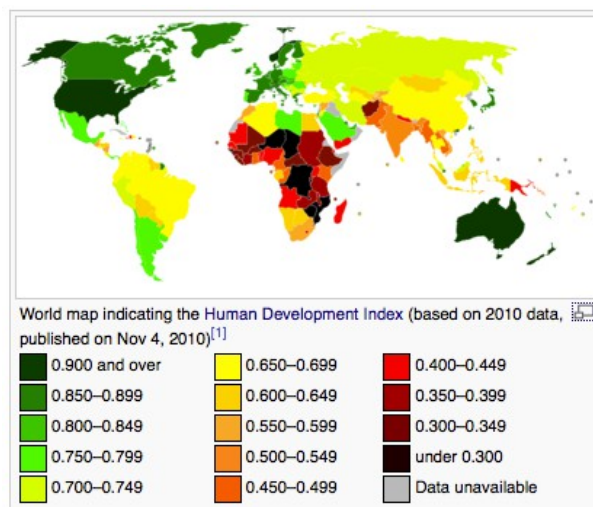 World map indicating the Human Development Index (based on 2010 data,
published on Nov 4, 2010)[1]
0.900 and over
0.850–0.899
0.800–0.849
0.750–0.799
0.700–0.749
0.650–0.699
0.600–0.649
0.550–0.599
0.500–0.549
0.450–0.499
0.400–0.449
0.350–0.399
0.300–0.349
under 0.300
Data unavailable